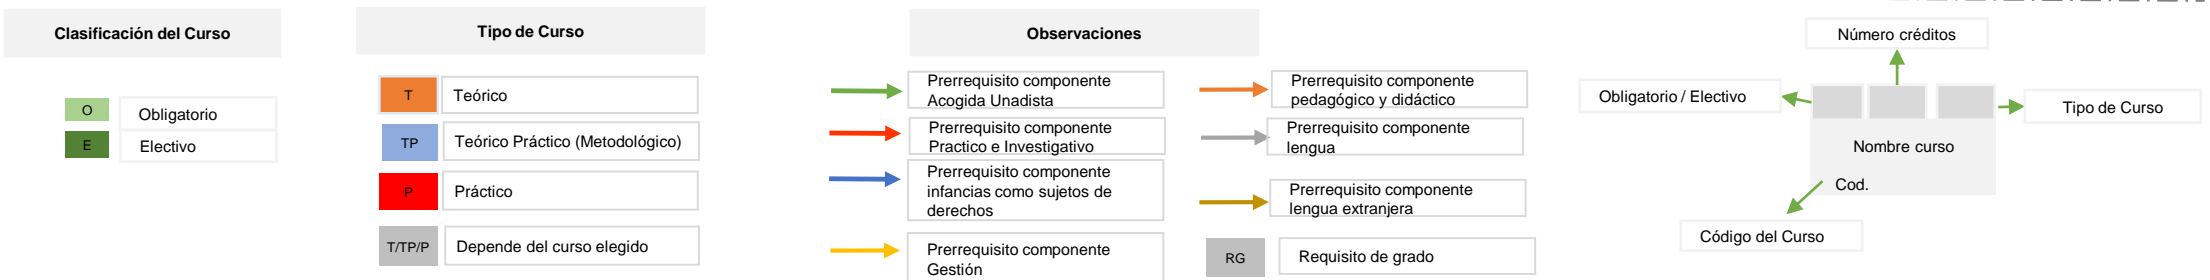 Clasificación del Curso
O
Obligatorio
E
Electivo
Tipo de Curso
T
Teórico
TP
Teórico Práctico (Metodológico)
P
Práctico
T/TP/P
Depende del curso elegido
Observaciones
Prerrequisito componente
Acogida Unadista
Prerrequisito componente
Practico e Investigativo
Prerrequisito componente
infancias como sujetos de
derechos
Prerrequisito componente
Gestión
Prerrequisito componente
pedagógico y didáctico
Prerrequisito componente
lengua
Prerrequisito componente
lengua extranjera
RG
Requisito de grado
Número créditos
Obligatorio / Electivo
Tipo de Curso
Nombre curso
Cod.
Código del Curso